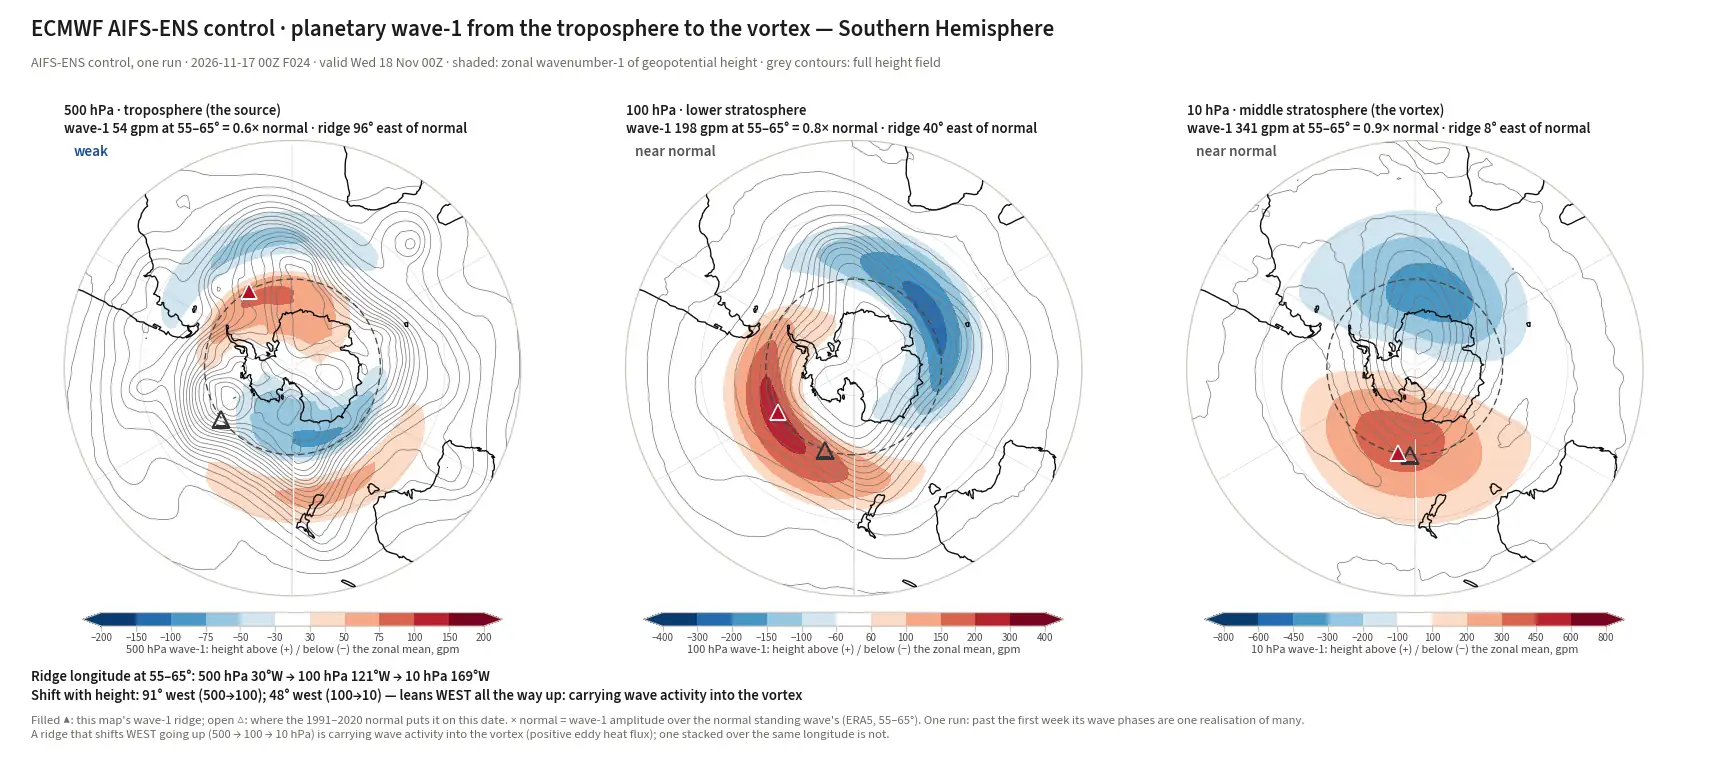 ECMWF AIFS-ENS control · planetary wave-1 from the troposphere to the vortex — Southern Hemisphere
AIFS-ENS control, one run · 2026-11-17 00Z F024 · valid Wed 18 Nov 00Z · shaded: zonal wavenumber-1 of geopotential height · grey contours: full height field
500 hPa · troposphere (the source)
wave-1 54 gpm at 55–65° = 0.6× normal · ridge 96° east of normal
weak
100 hPa · lower stratosphere
wave-1 198 gpm at 55–65° = 0.8× normal · ridge 40° east of normal
near normal
10 hPa · middle stratosphere (the vortex)
wave-1 341 gpm at 55–65° = 0.9× normal · ridge 8° east of normal
near normal
−200 −150 −100 −75 −50 −30 30 50 75 100 150 200
500 hPa wave-1: height above (+) / below (−) the zonal mean, gpm
−400 −300 −200 −150 −100 −60 60 100 150 200 300 400
100 hPa wave-1: height above (+) / below (−) the zonal mean, gpm
−800 −600 −450 −300 −200 −100 100 200 300 450 600 800
10 hPa wave-1: height above (+) / below (−) the zonal mean, gpm
Ridge longitude at 55–65°: 500 hPa 30°W → 100 hPa 121°W → 10 hPa 169°W
Shift with height: 91° west (500→100); 48° west (100→10) — leans WEST all the way up: carrying wave activity into the vortex
Filled ▲: this map's wave-1 ridge; open △: where the 1991–2020 normal puts it on this date. × normal = wave-1 amplitude over the normal standing wave's (ERA5, 55–65°). One run: past the first week its wave phases are one realisation of many.
A ridge that shifts WEST going up (500 → 100 → 10 hPa) is carrying wave activity into the vortex (positive eddy heat flux); one stacked over the same longitude is not.